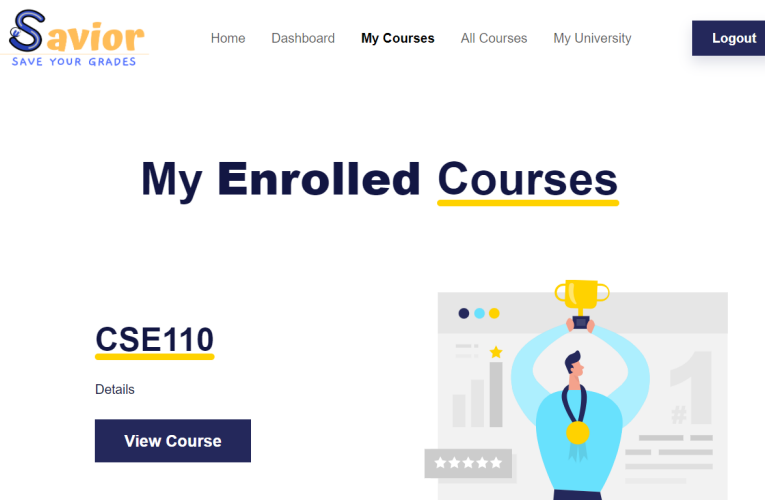 Savior
SAVE YOUR GRADES
Home Dashboard My Courses All Courses My University Logout
My Enrolled Courses
CSE110
Details
View Course
#1